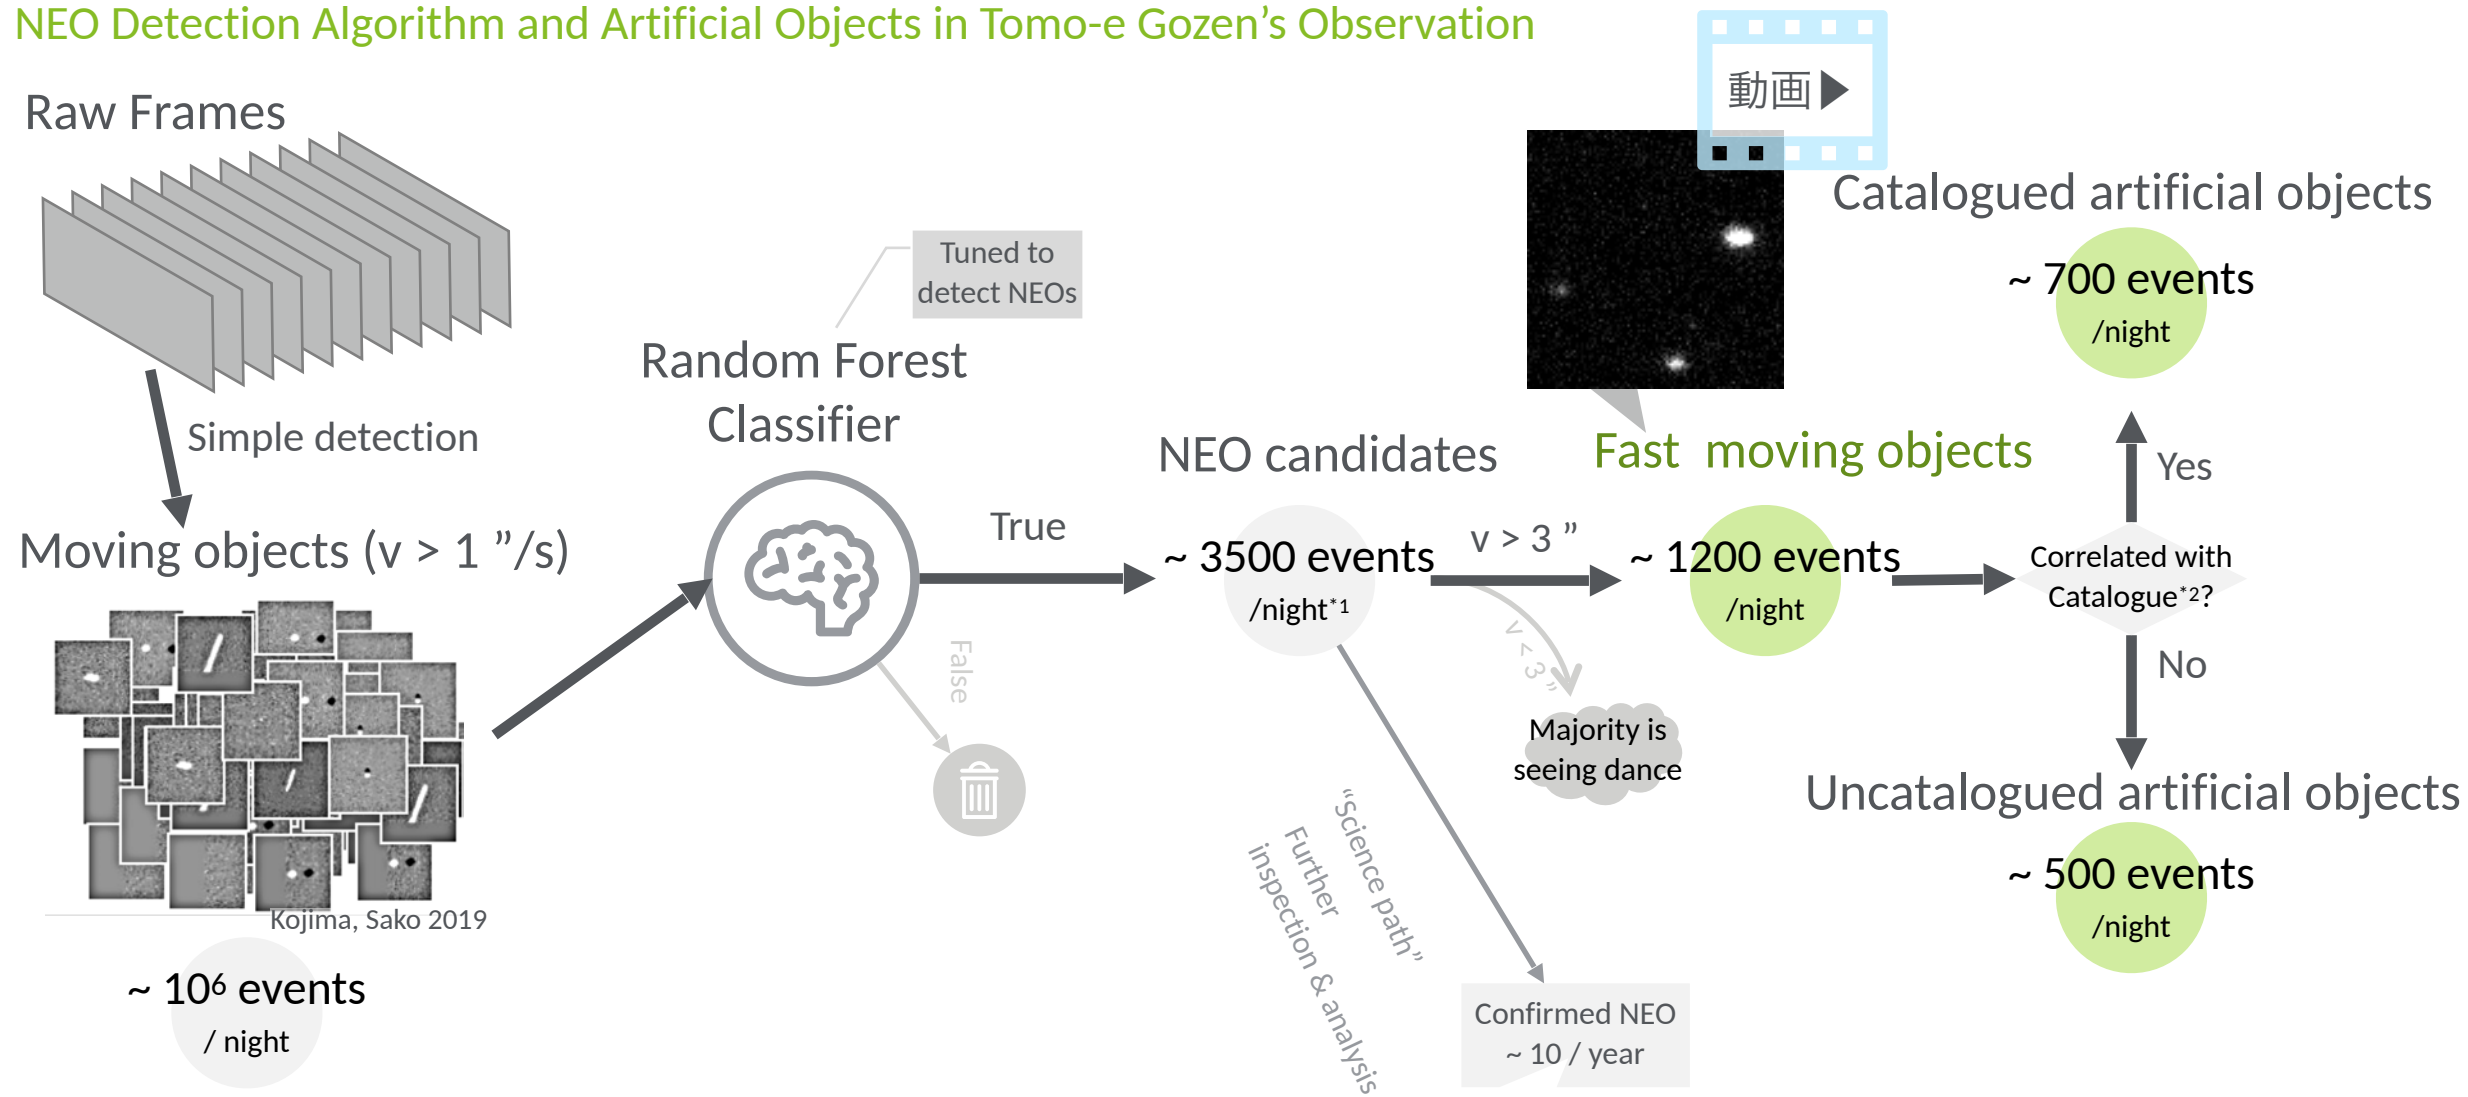 NEO Detection Algorithm and Artificial Objects in Tomo-e Gozen’s Observation
動画
Raw Frames
Simple detection
Moving objects (v > 1 ”/s)
Kojima, Sako 2019
~ 10⁶ events
/ night
Tuned to
detect NEOs
Random Forest
Classifier
True
False
NEO candidates
~ 3500 events
/night*1
v > 3 ”
v < 3 ”
Majority is
seeing dance
“Science path”
Further
inspection & analysis
Confirmed NEO
~ 10 / year
Fast  moving objects
~ 1200 events
/night
Correlated with
Catalogue*2?
Yes
No
Catalogued artificial objects
~ 700 events
/night
Uncatalogued artificial objects
~ 500 events
/night